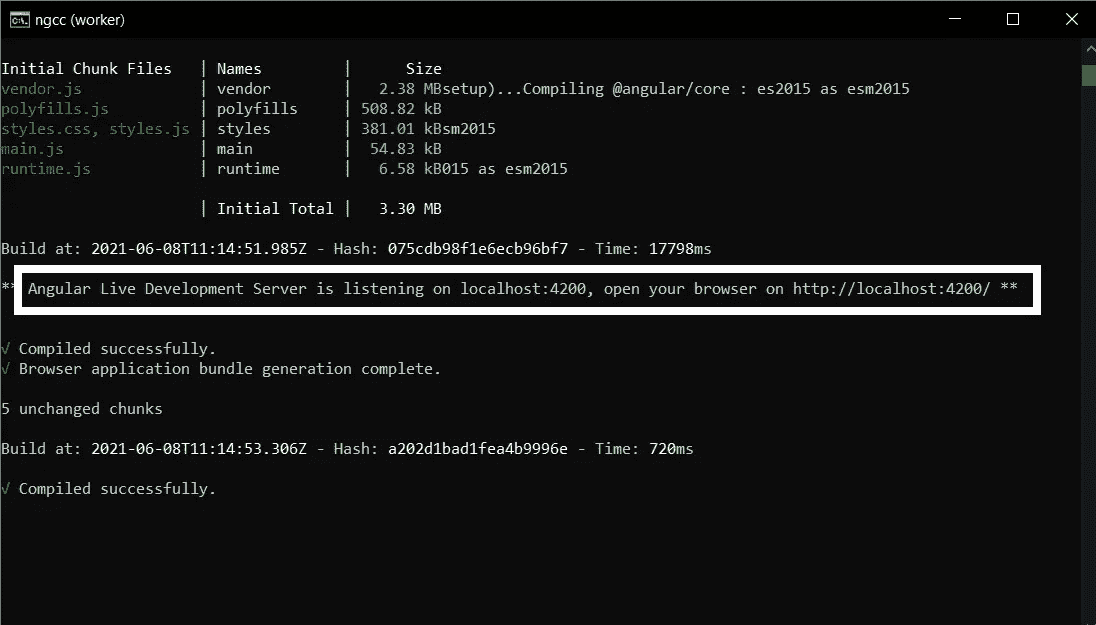 ngcc (worker)
Initial Chunk Files | Names | Size
vendor.js | vendor | 2.38 MBsetup)...Compiling @angular/core : es2015 as esm2015
polyfills.js | polyfills | 508.82 kB
styles.css, styles.js | styles | 381.01 kBsm2015
main.js | main | 54.83 kB
runtime.js | runtime | 6.58 kB015 as esm2015
| Initial Total | 3.30 MB
Build at: 2021-06-08T11:14:51.985Z - Hash: 075cdb98f1e6ecb96bf7 - Time: 17798ms
** Angular Live Development Server is listening on localhost:4200, open your browser on http://localhost:4200/ **
√ Compiled successfully.
√ Browser application bundle generation complete.
5 unchanged chunks
Build at: 2021-06-08T11:14:53.306Z - Hash: a202d1bad1fea4b9996e - Time: 720ms
√ Compiled successfully.